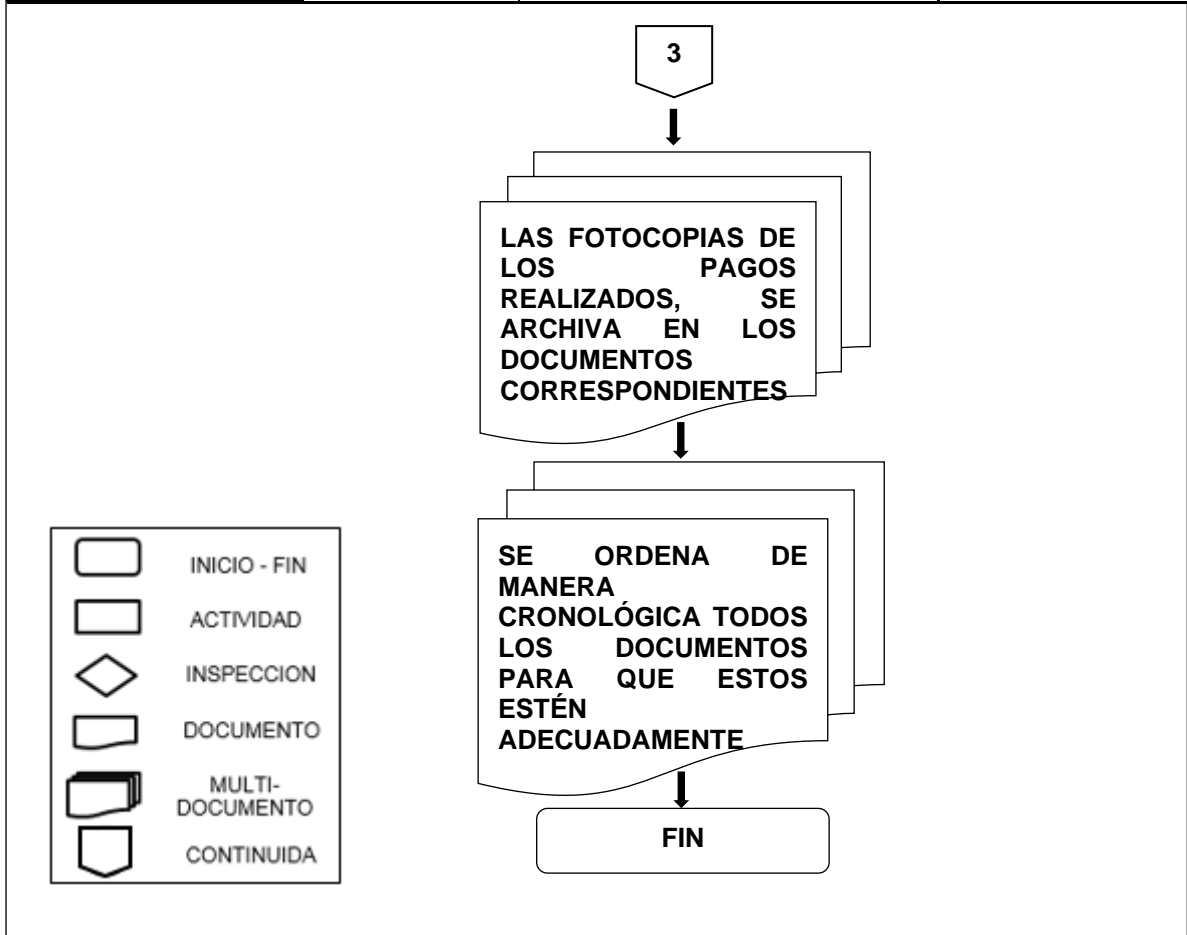 3
LAS FOTOCOPIAS DE
LOS PAGOS
REALIZADOS, SE
ARCHIVA EN LOS
DOCUMENTOS
CORRESPONDIENTES
SE ORDENA DE
MANERA
CRONOLÓGICA TODOS
LOS DOCUMENTOS
PARA QUE ESTOS
ESTÉN
ADECUADAMENTE
FIN
INICIO - FIN
ACTIVIDAD
INSPECCION
DOCUMENTO
MULTI-
DOCUMENTO
CONTINUIDA